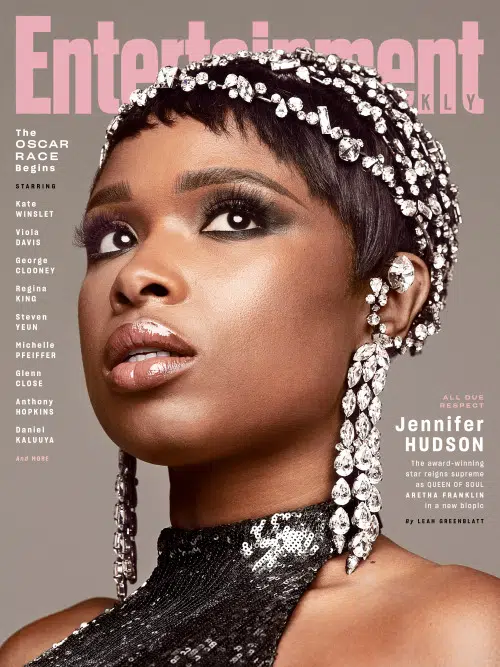 Entertainment
WEEKLY
The
OSCAR
RACE
Begins
STARRING
Kate
WINSLET
Viola
DAVIS
George
CLOONEY
Regina
KING
Steven
YEUN
Michelle
PFEIFFER
Glenn
CLOSE
Anthony
HOPKINS
Daniel
KALUUYA
And MORE
ALL DUE
RESPECT
Jennifer
HUDSON
The award-winning
star reigns supreme
as QUEEN OF SOUL
ARETHA FRANKLIN
in a new biopic
By LEAH GREENBLATT